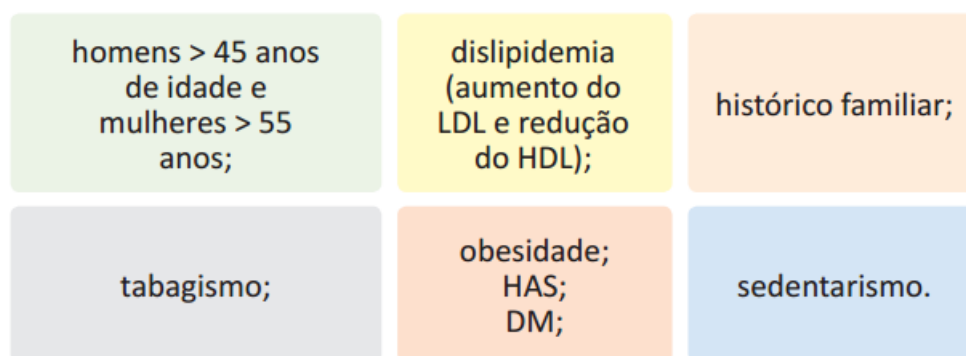 homens > 45 anos
de idade e
mulheres > 55
anos;
dislipidemia
(aumento do
LDL e redução
do HDL);
histórico familiar;
tabagismo;
obesidade;
HAS;
DM;
sedentarismo.